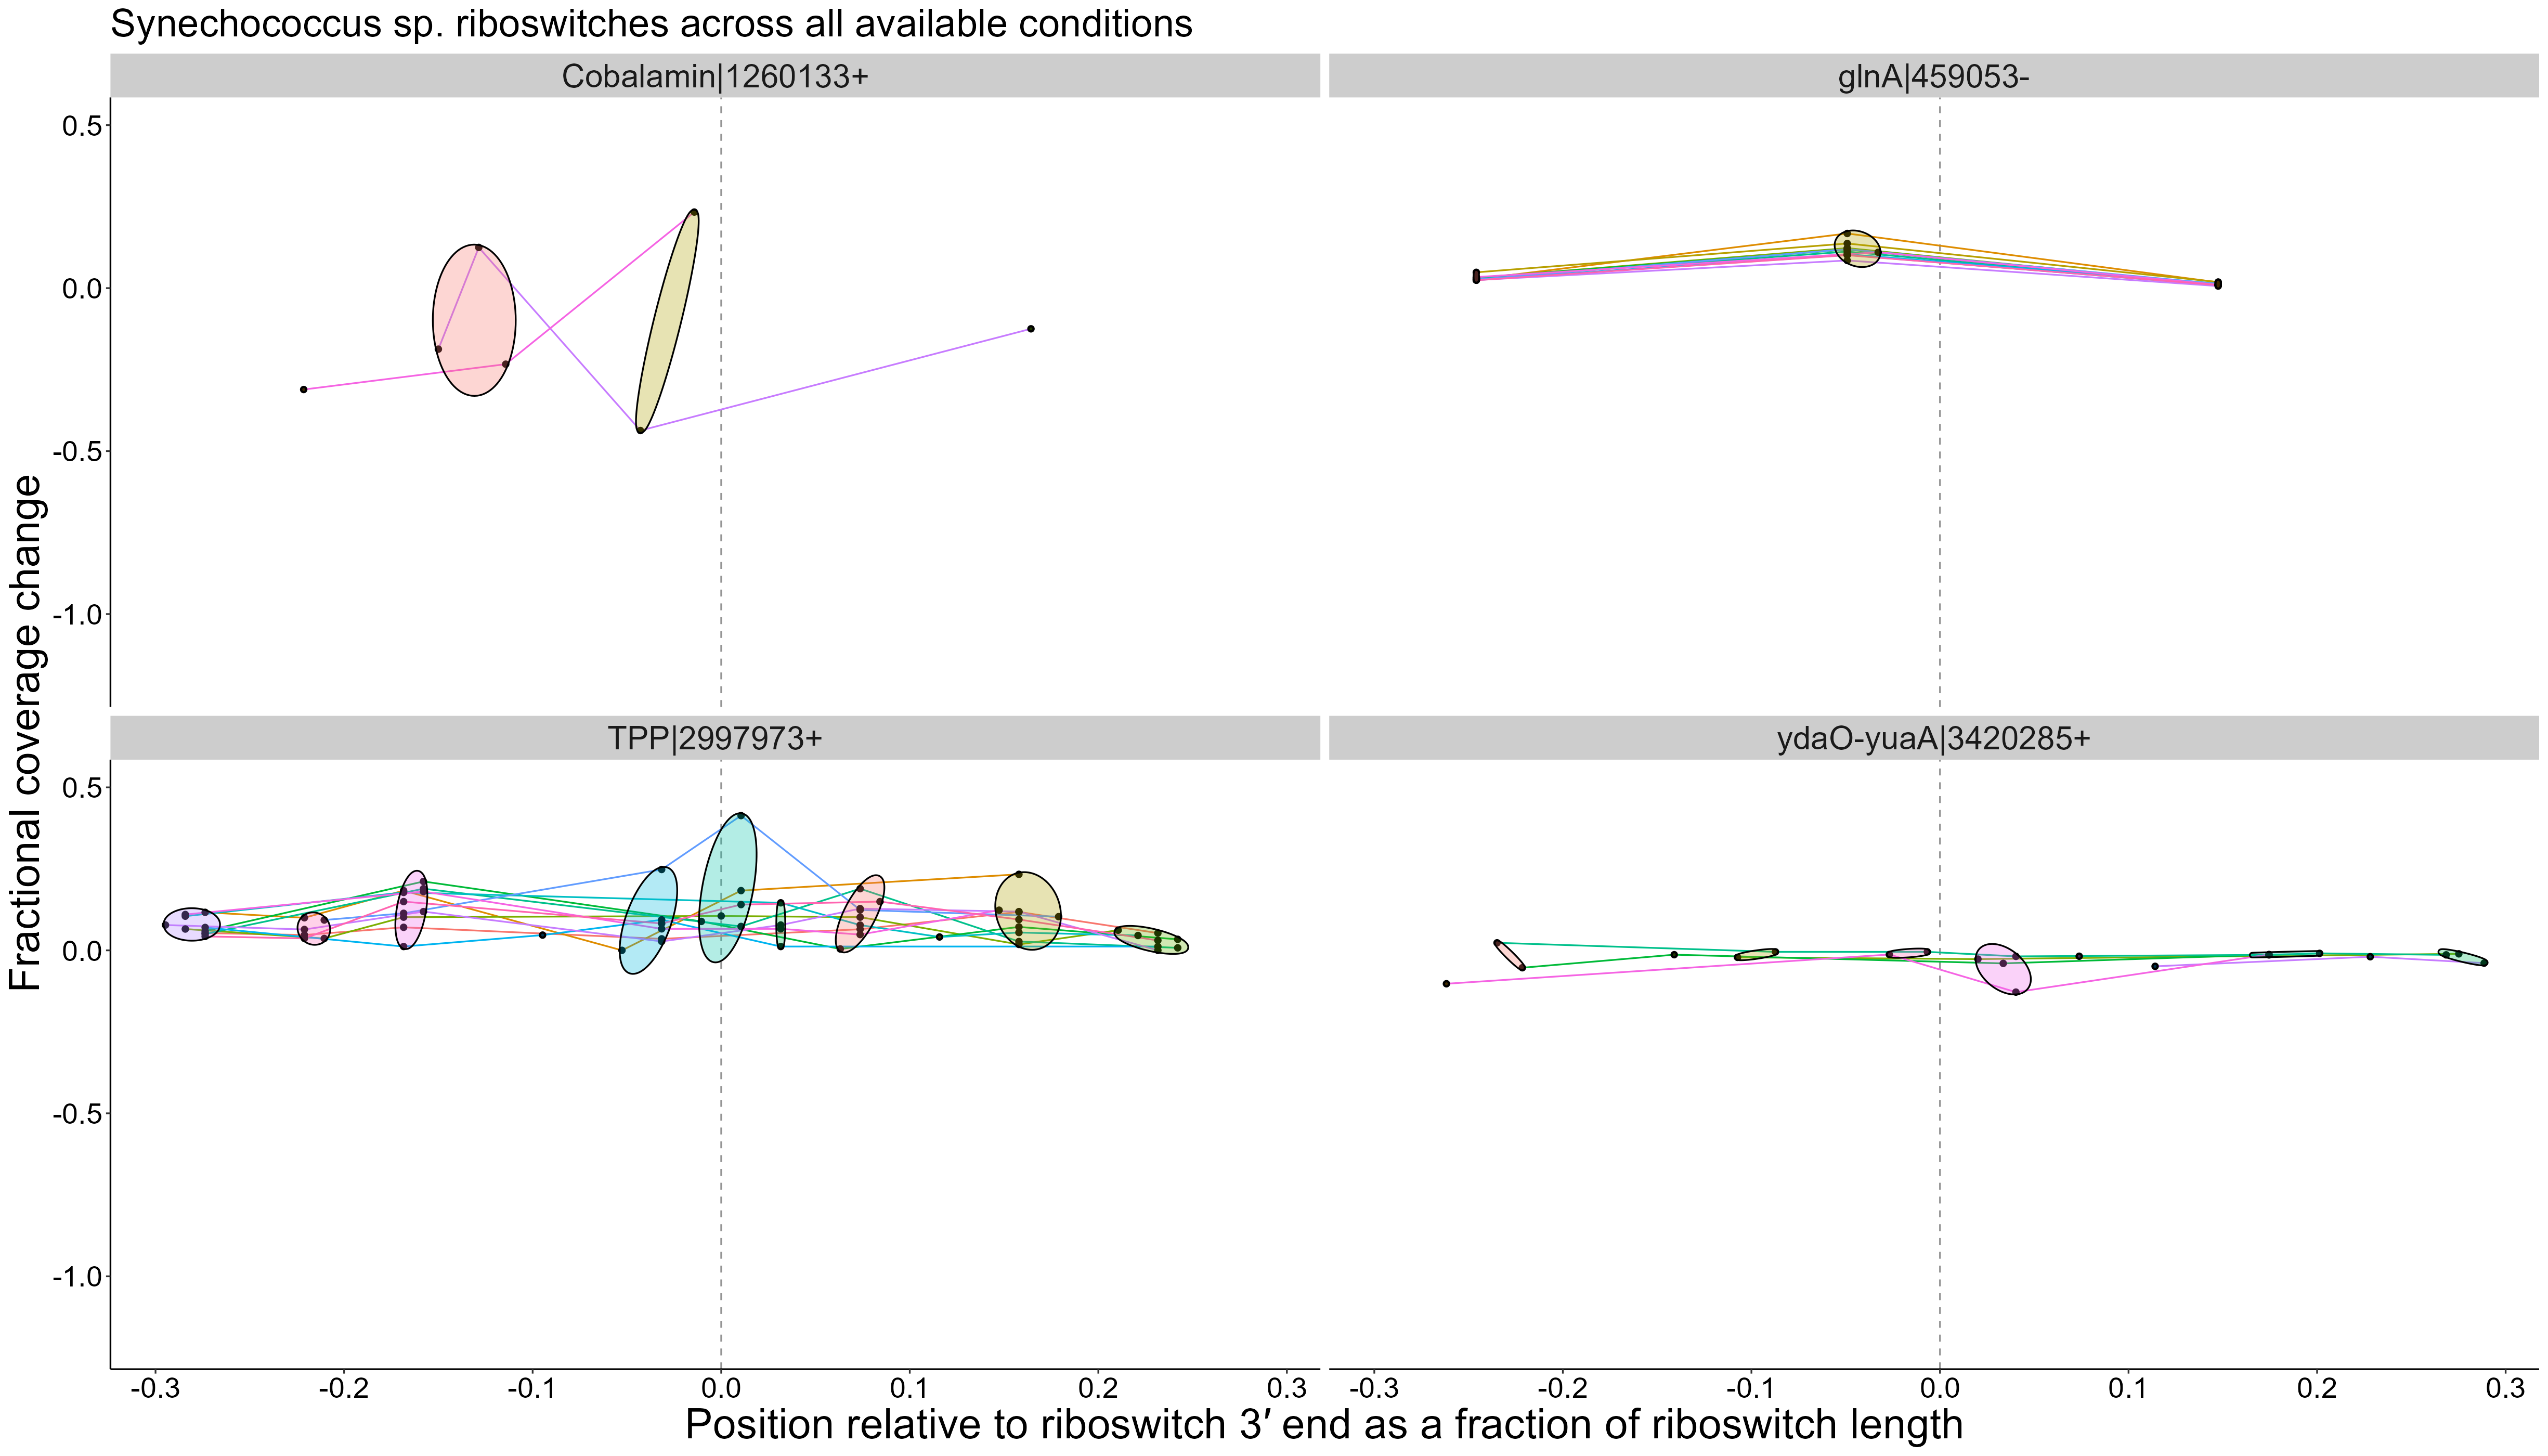 Synechococcus sp. riboswitches across all available conditions
Cobalamin|1260133+
glnA|459053-
0.5
0.0
-0.5
-1.0
TPP|2997973+
ydaO-yuaA|3420285+
0.5
0.0
-0.5
-1.0
-0.3 -0.2 -0.1 0.0 0.1 0.2 0.3
-0.3 -0.2 -0.1 0.0 0.1 0.2 0.3
Position relative to riboswitch 3′ end as a fraction of riboswitch length
Fractional coverage change